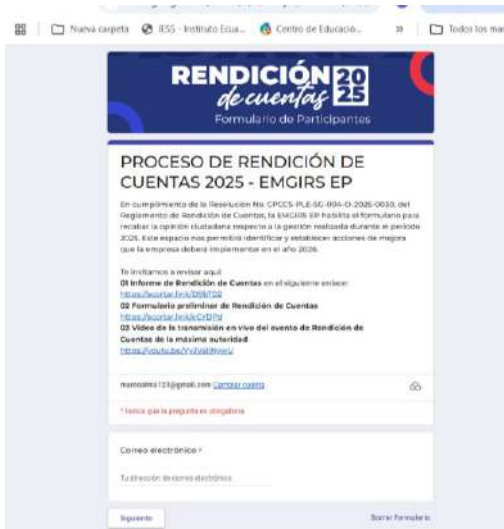 Nueva carpeta
IESS - Instituto Ecua...
Centro de Educació...
»
Todos los mar
RENDICIÓN 20
de cuentas 25
Formulario de Participantes
PROCESO DE RENDICIÓN DE
CUENTAS 2025 - EMGIRS EP
En cumplimiento de la Resolución No. CPCCS-PLE-SG-004-O-2026-0030, del
Reglamento de Rendición de Cuentas, la EMGIRS EP habilita el formulario para
recabar la opinión ciudadana respecto a la gestión realizada durante el período
2025. Este espacio nos permitirá identificar y establecer acciones de mejora
que la empresa deberá implementar en el año 2026.
Te invitamos a revisar aquí:
01 Informe de Rendición de Cuentas en el siguiente enlace:
02 Formulario preliminar de Rendición de Cuentas
03 Video de la transmisión en vivo del evento de Rendición de
Cuentas de la máxima autoridad
Cambiar cuenta
* Indica que la pregunta es obligatoria
Correo electrónico *
Tu dirección de correo electrónico
Siguiente
Borrar formulario